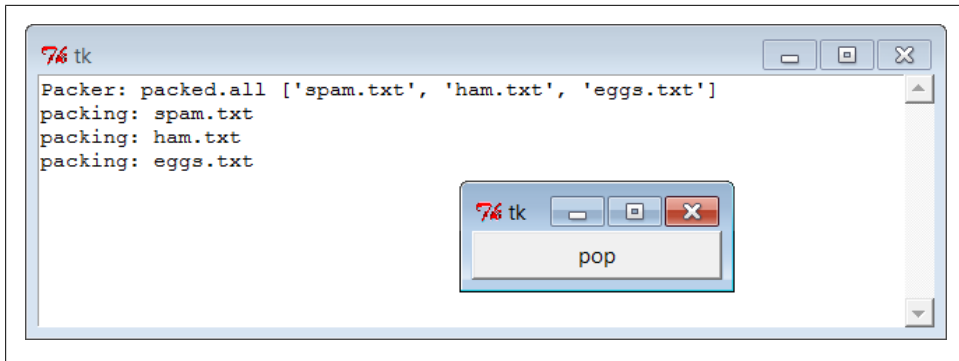 tk
Packer: packed.all ['spam.txt', 'ham.txt', 'eggs.txt']
packing: spam.txt
packing: ham.txt
packing: eggs.txt
tk
pop